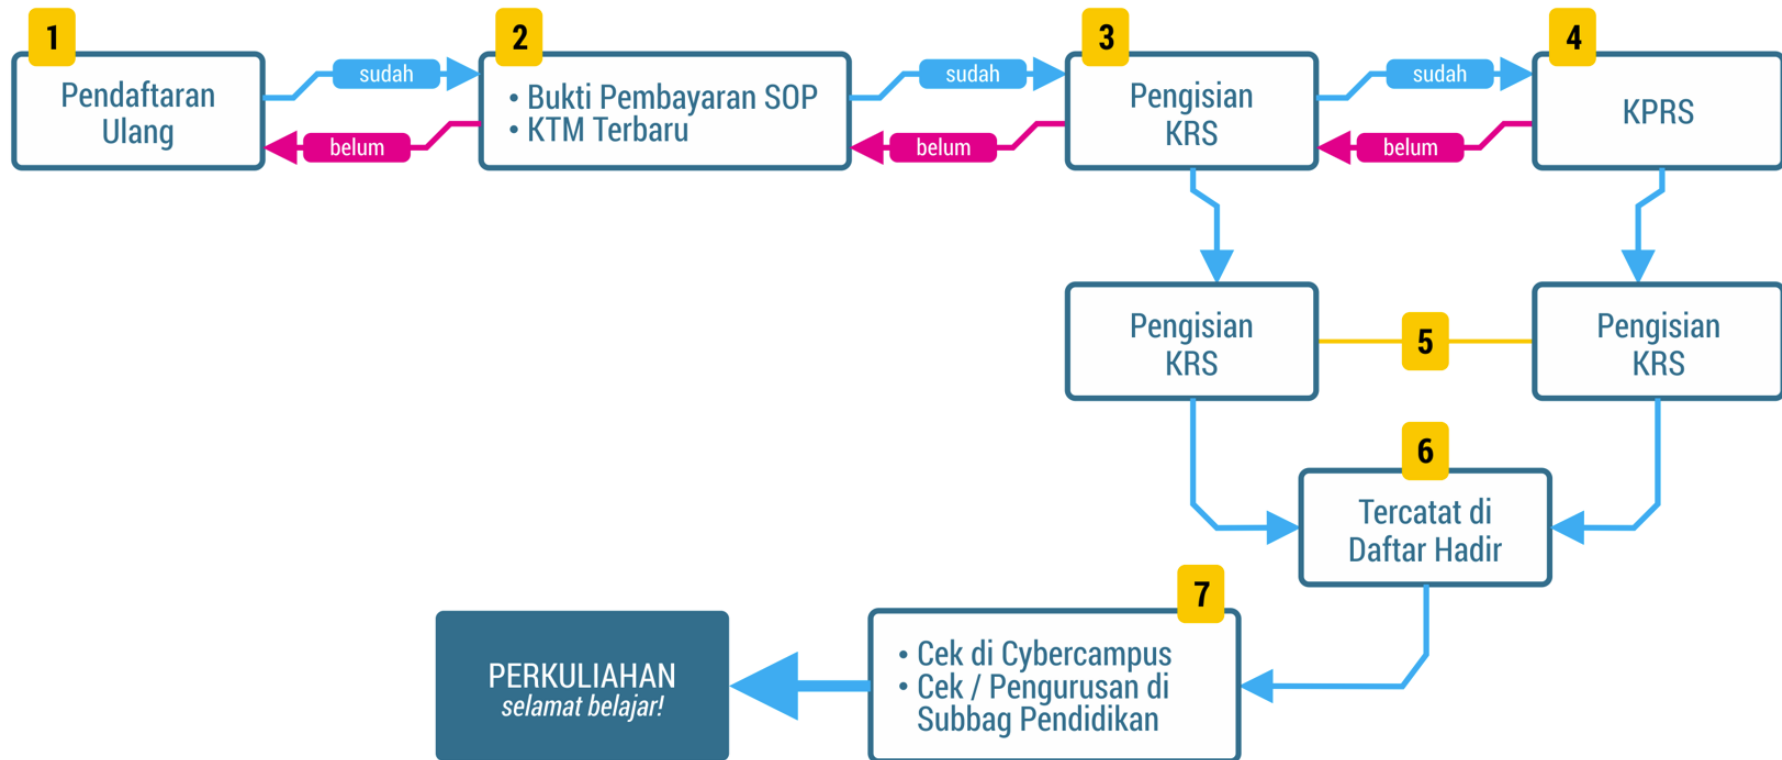 1
Pendaftaran
Ulang
sudah
belum
2
• Bukti Pembayaran SOP
• KTM Terbaru
sudah
belum
3
Pengisian
KRS
sudah
belum
4
KPRS
Pengisian
KRS
5
Pengisian
KRS
6
Tercatat di
Daftar Hadir
7
• Cek di Cybercampus
• Cek / Pengurusan di
Subbag Pendidikan
PERKULIAHAN
selamat belajar!